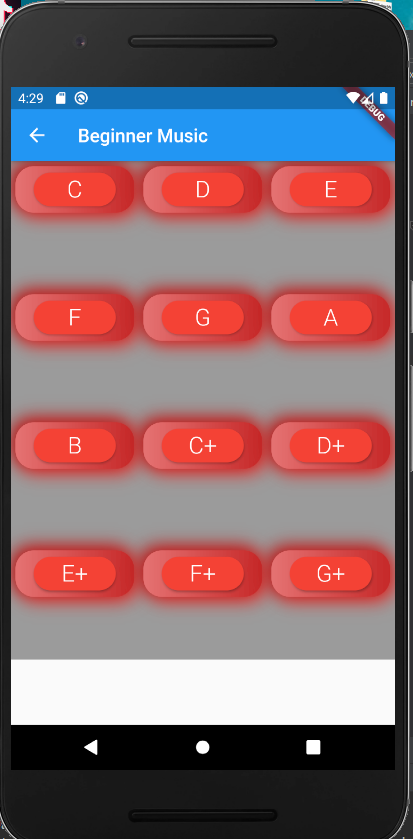 4:29
DEBUG
Beginner Music
C D E
F G A
B C+ D+
E+ F+ G+